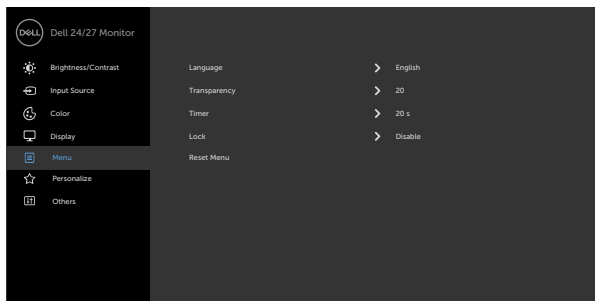 DELL Dell 24/27 Monitor
Brightness/Contrast Language English
Input Source Transparency 20
Color Timer 20 s
Display Lock Disable
Menu Reset Menu
Personalize
Others